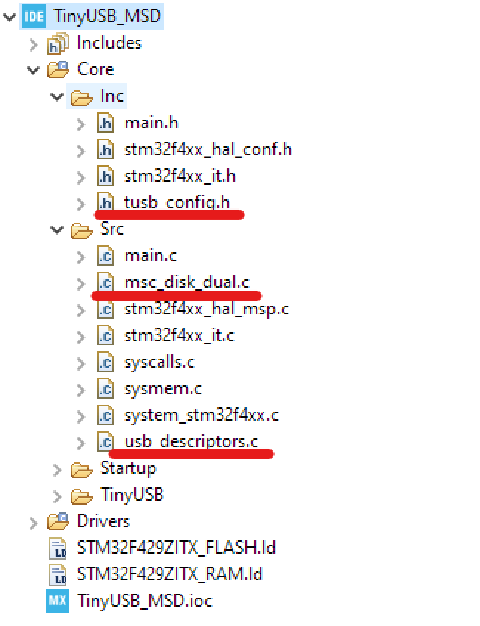 IDE TinyUSB_MSD
Includes
Core
Inc
.h main.h
.h stm32f4xx_hal_conf.h
.h stm32f4xx_it.h
.h tusb_config.h
Src
.c main.c
.c msc_disk_dual.c
.c stm32f4xx_hal_msp.c
.c stm32f4xx_it.c
.c syscalls.c
.c sysmem.c
.c system_stm32f4xx.c
.c usb_descriptors.c
Startup
TinyUSB
Drivers
STM32F429ZITX_FLASH.ld
STM32F429ZITX_RAM.ld
MX TinyUSB_MSD.ioc